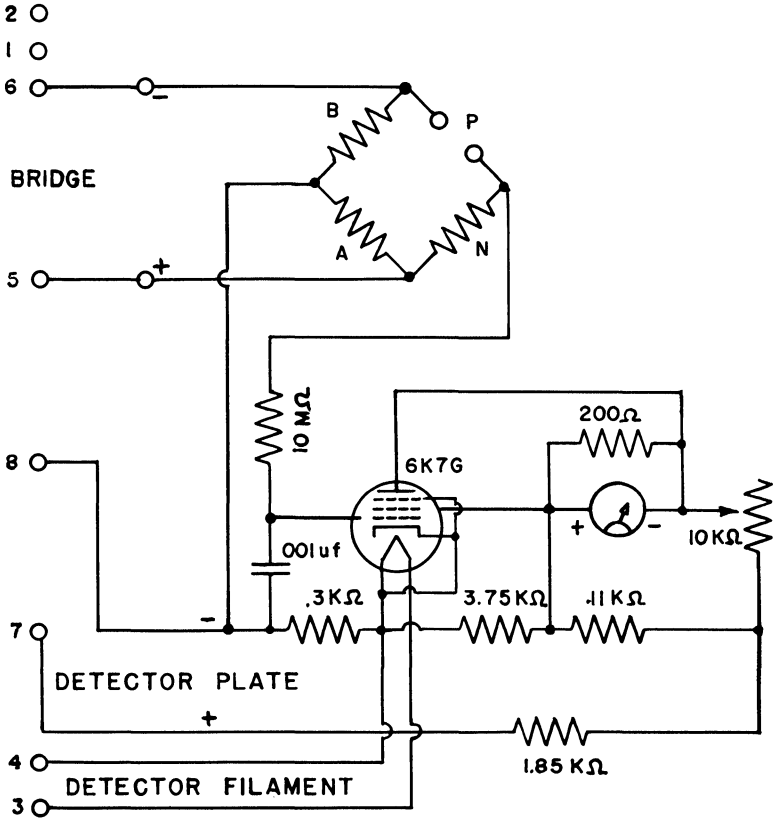 2
1
6
−
B
P
BRIDGE
A
N
5
+
10 MΩ
200Ω
8
6K7G
+
-
10KΩ
001uf
.3KΩ
3.75KΩ
.11KΩ
−
7
DETECTOR PLATE
+
1.85 KΩ
4
DETECTOR FILAMENT
3